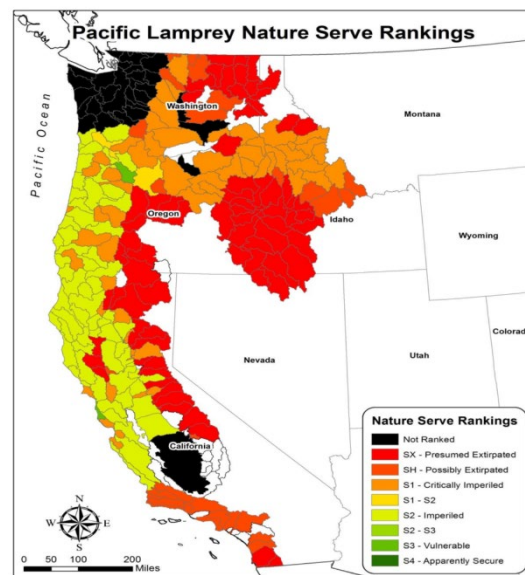 Pacific Lamprey Nature Serve Rankings
Washington
Montana
Pacific Ocean
Oregon
Idaho
Wyoming
Nevada
Utah
Colorad
California
Nature Serve Rankings
Not Ranked
SX - Presumed Extirpated
SH - Possibly Extirpated
S1 - Critically Imperiled
S1 - S2
S2 - Imperiled
S2 - S3
S3 - Vulnerable
S4 - Apparently Secure
N
W E
S
200 100 0 200
Miles